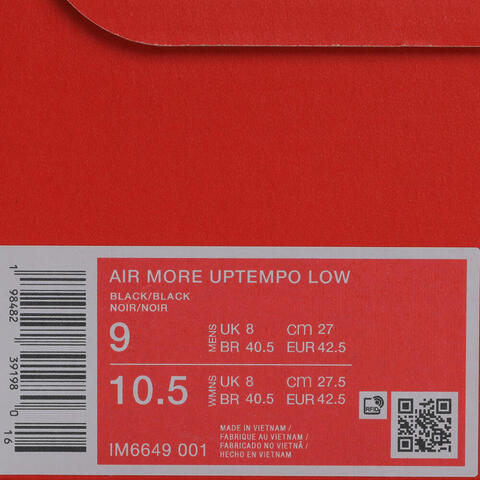 AIR MORE UPTEMPO LOW
BLACK/BLACK
NOIR/NOIR
9 MENS UK 8 CM 27
BR 40.5 EUR 42.5
10.5 WMNS UK 8 CM 27.5
BR 40.5 EUR 42.5
RFID
IM6649 001
MADE IN VIETNAM /
FABRIQUE AU VIETNAM /
FABRICADO NO VIETNÃ /
HECHO EN VIETNAM
1 98482 39198 0 16